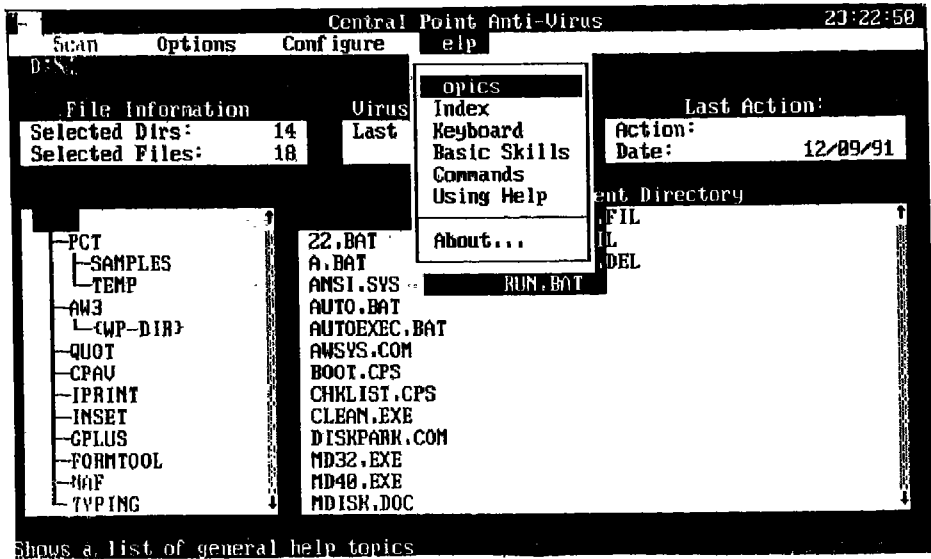 Central Point Anti-Virus 23:22:50
Scan Options Configure elp
File Information Virus Last Action:
Selected Dirs: 14 Last Action:
Selected Files: 18 Date: 12/09/91
opics
Index
Keyboard
Basic Skills
Commands
Using Help
About...
ent Directory
PCT
SAMPLES
TEMP
AW3
{WP-DIR}
QUOT
CPAV
IPRINT
INSET
GPLUS
FORMTOOL
TYPING
.FIL
22.BAT
A.BAT .DEL
ANSI.SYS RUN.BAT
AUTO.BAT
AUTOEXEC.BAT
AWSYS.COM
BOOT.CPS
CHKLIST.CPS
CLEAN.EXE
DISKPARK.COM
MD32.EXE
MD40.EXE
MDISK.DOC
Shows a list of general help topics